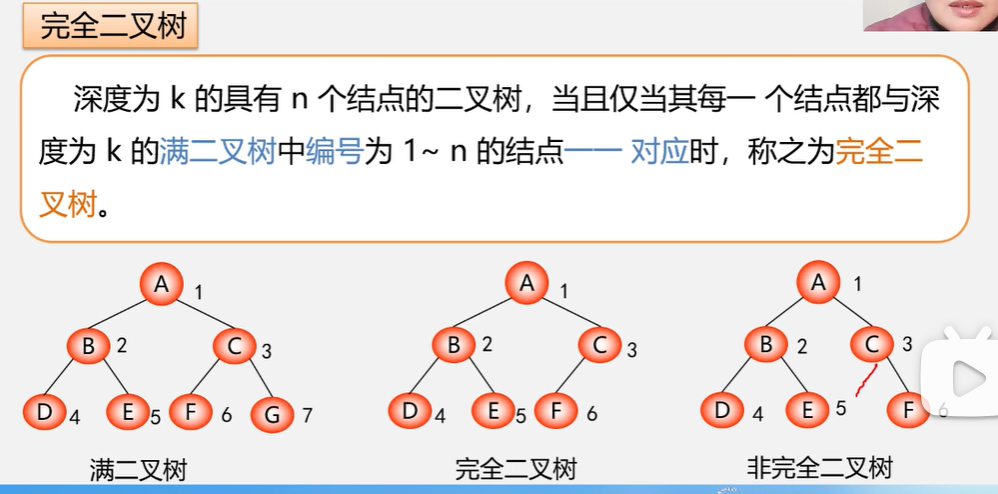 完全二叉树
深度为 k 的具有 n 个结点的二叉树，当且仅当其每一 个结点都与深
度为 k 的满二叉树中编号为 1~ n 的结点一一 对应时，称之为完全二
叉树。
A 1
B 2 C 3
D 4 E 5 F 6 G 7
满二叉树
A 1
B 2 C 3
D 4 E 5 F 6
完全二叉树
A 1
B 2 C 3
D 4 E 5 F 6
非完全二叉树